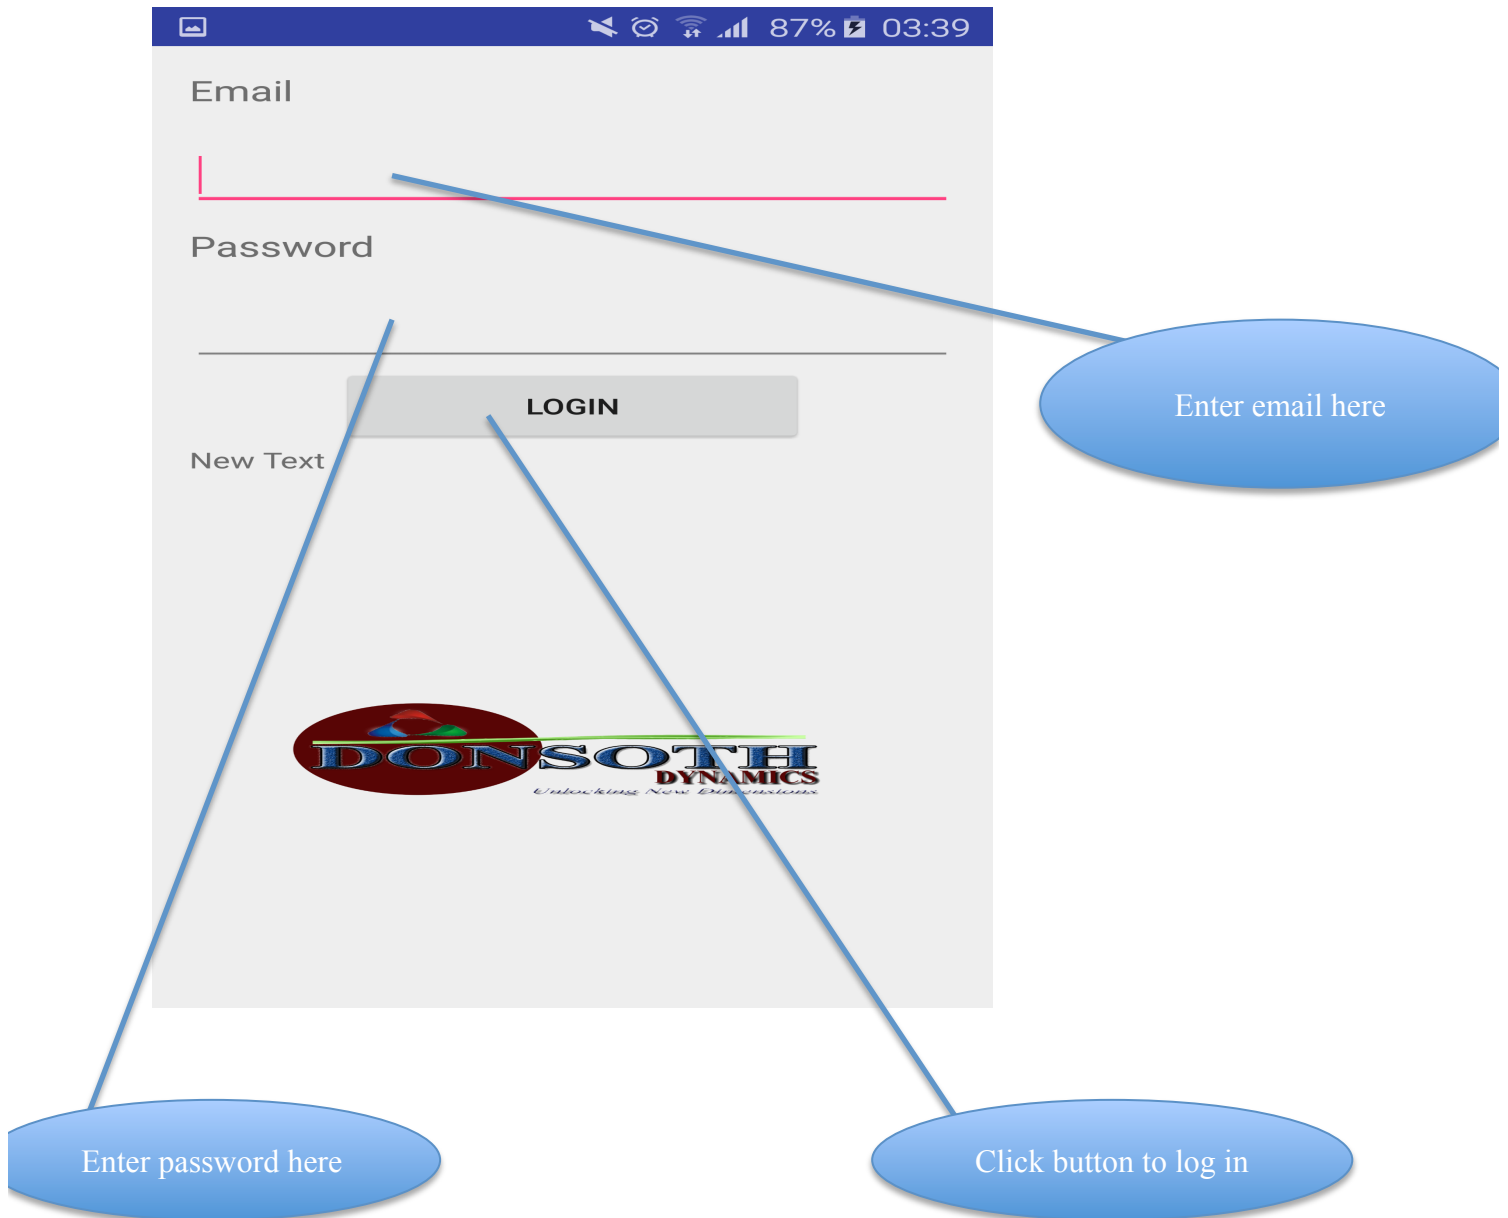 87% 03:39
Email
Password
LOGIN
New Text
Enter email here
DONSOTH
DYNAMICS
Unlocking New Dimensions
Enter password here
Click button to log in